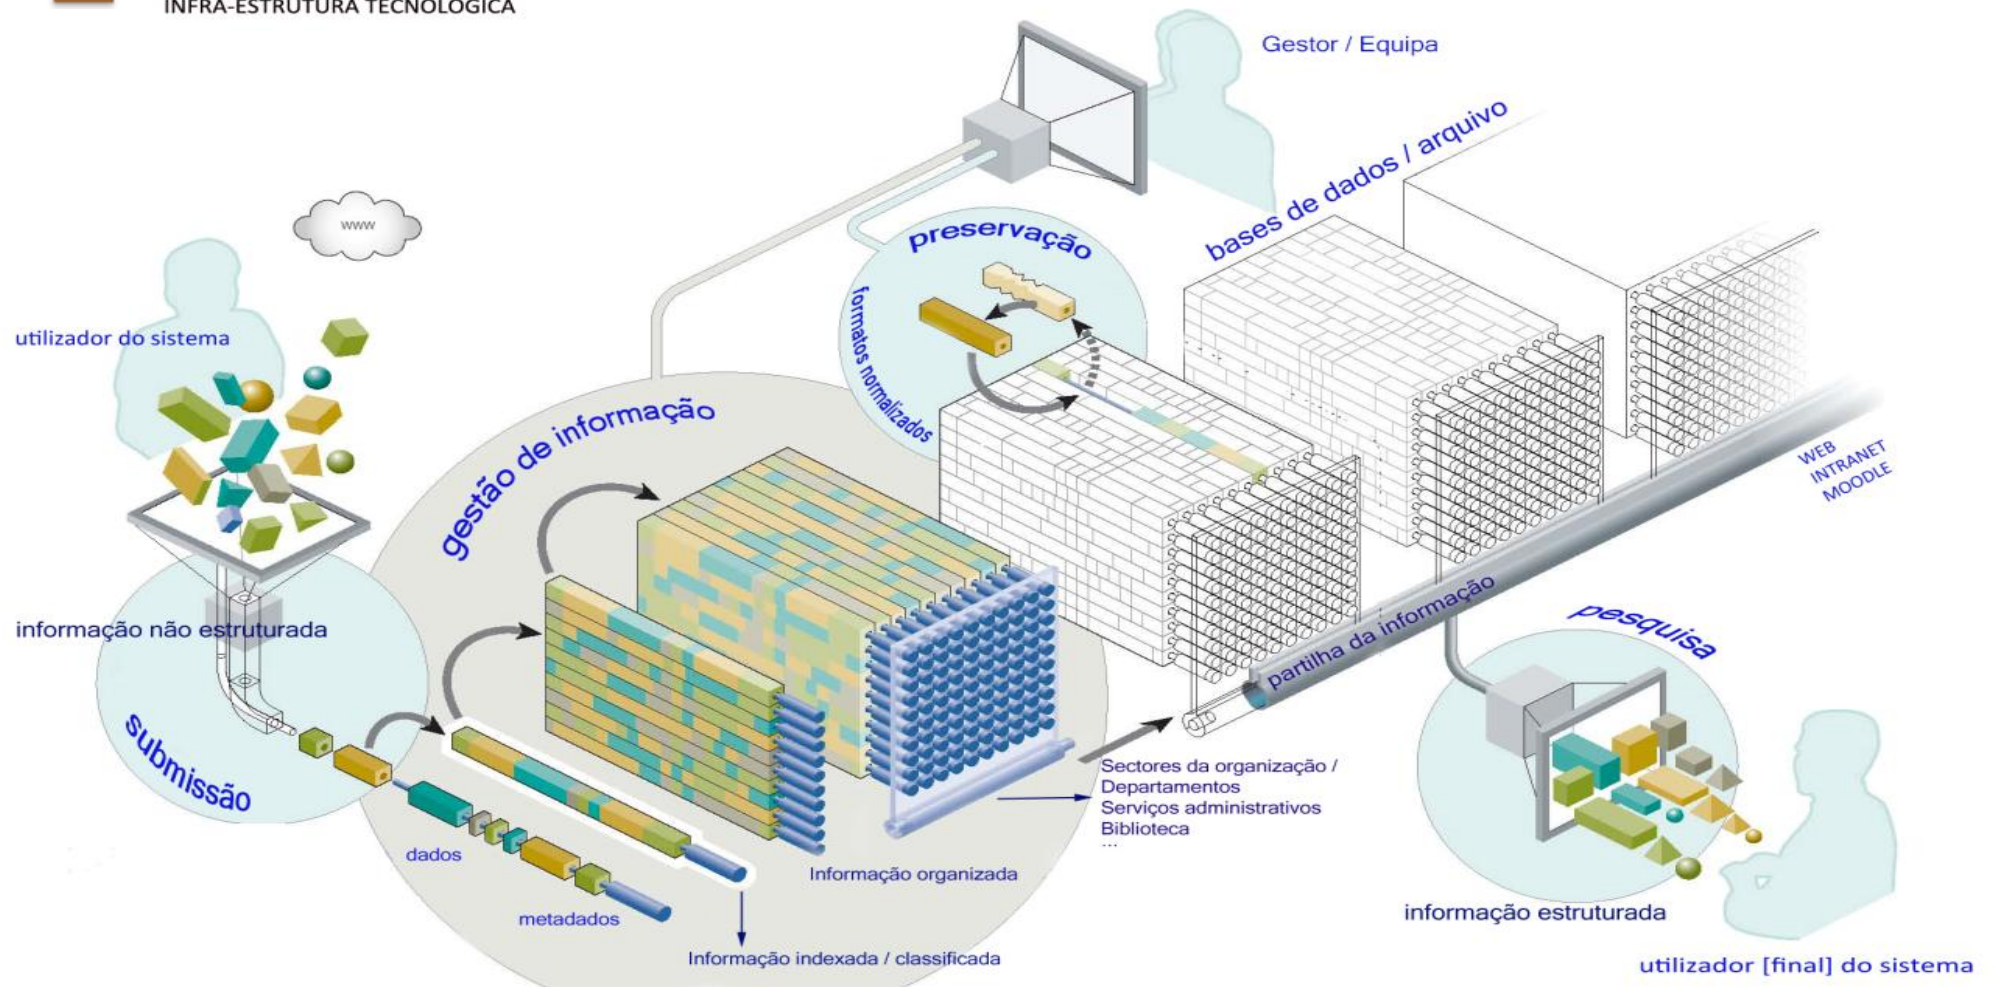 INFRA-ESTRUTURA TECNOLÓGICA
Gestor / Equipa
bases de dados / arquivo
www
preservação
formatos normalizados
utilizador do sistema
gestão de informação
WEB
INTRANET
MOODLE
informação não estruturada
partilha da informação
pesquisa
submissão
Sectores da organização /
Departamentos
Serviços administrativos
Biblioteca
...
dados
Informação organizada
metadados
informação estruturada
Informação indexada / classificada
utilizador [final] do sistema